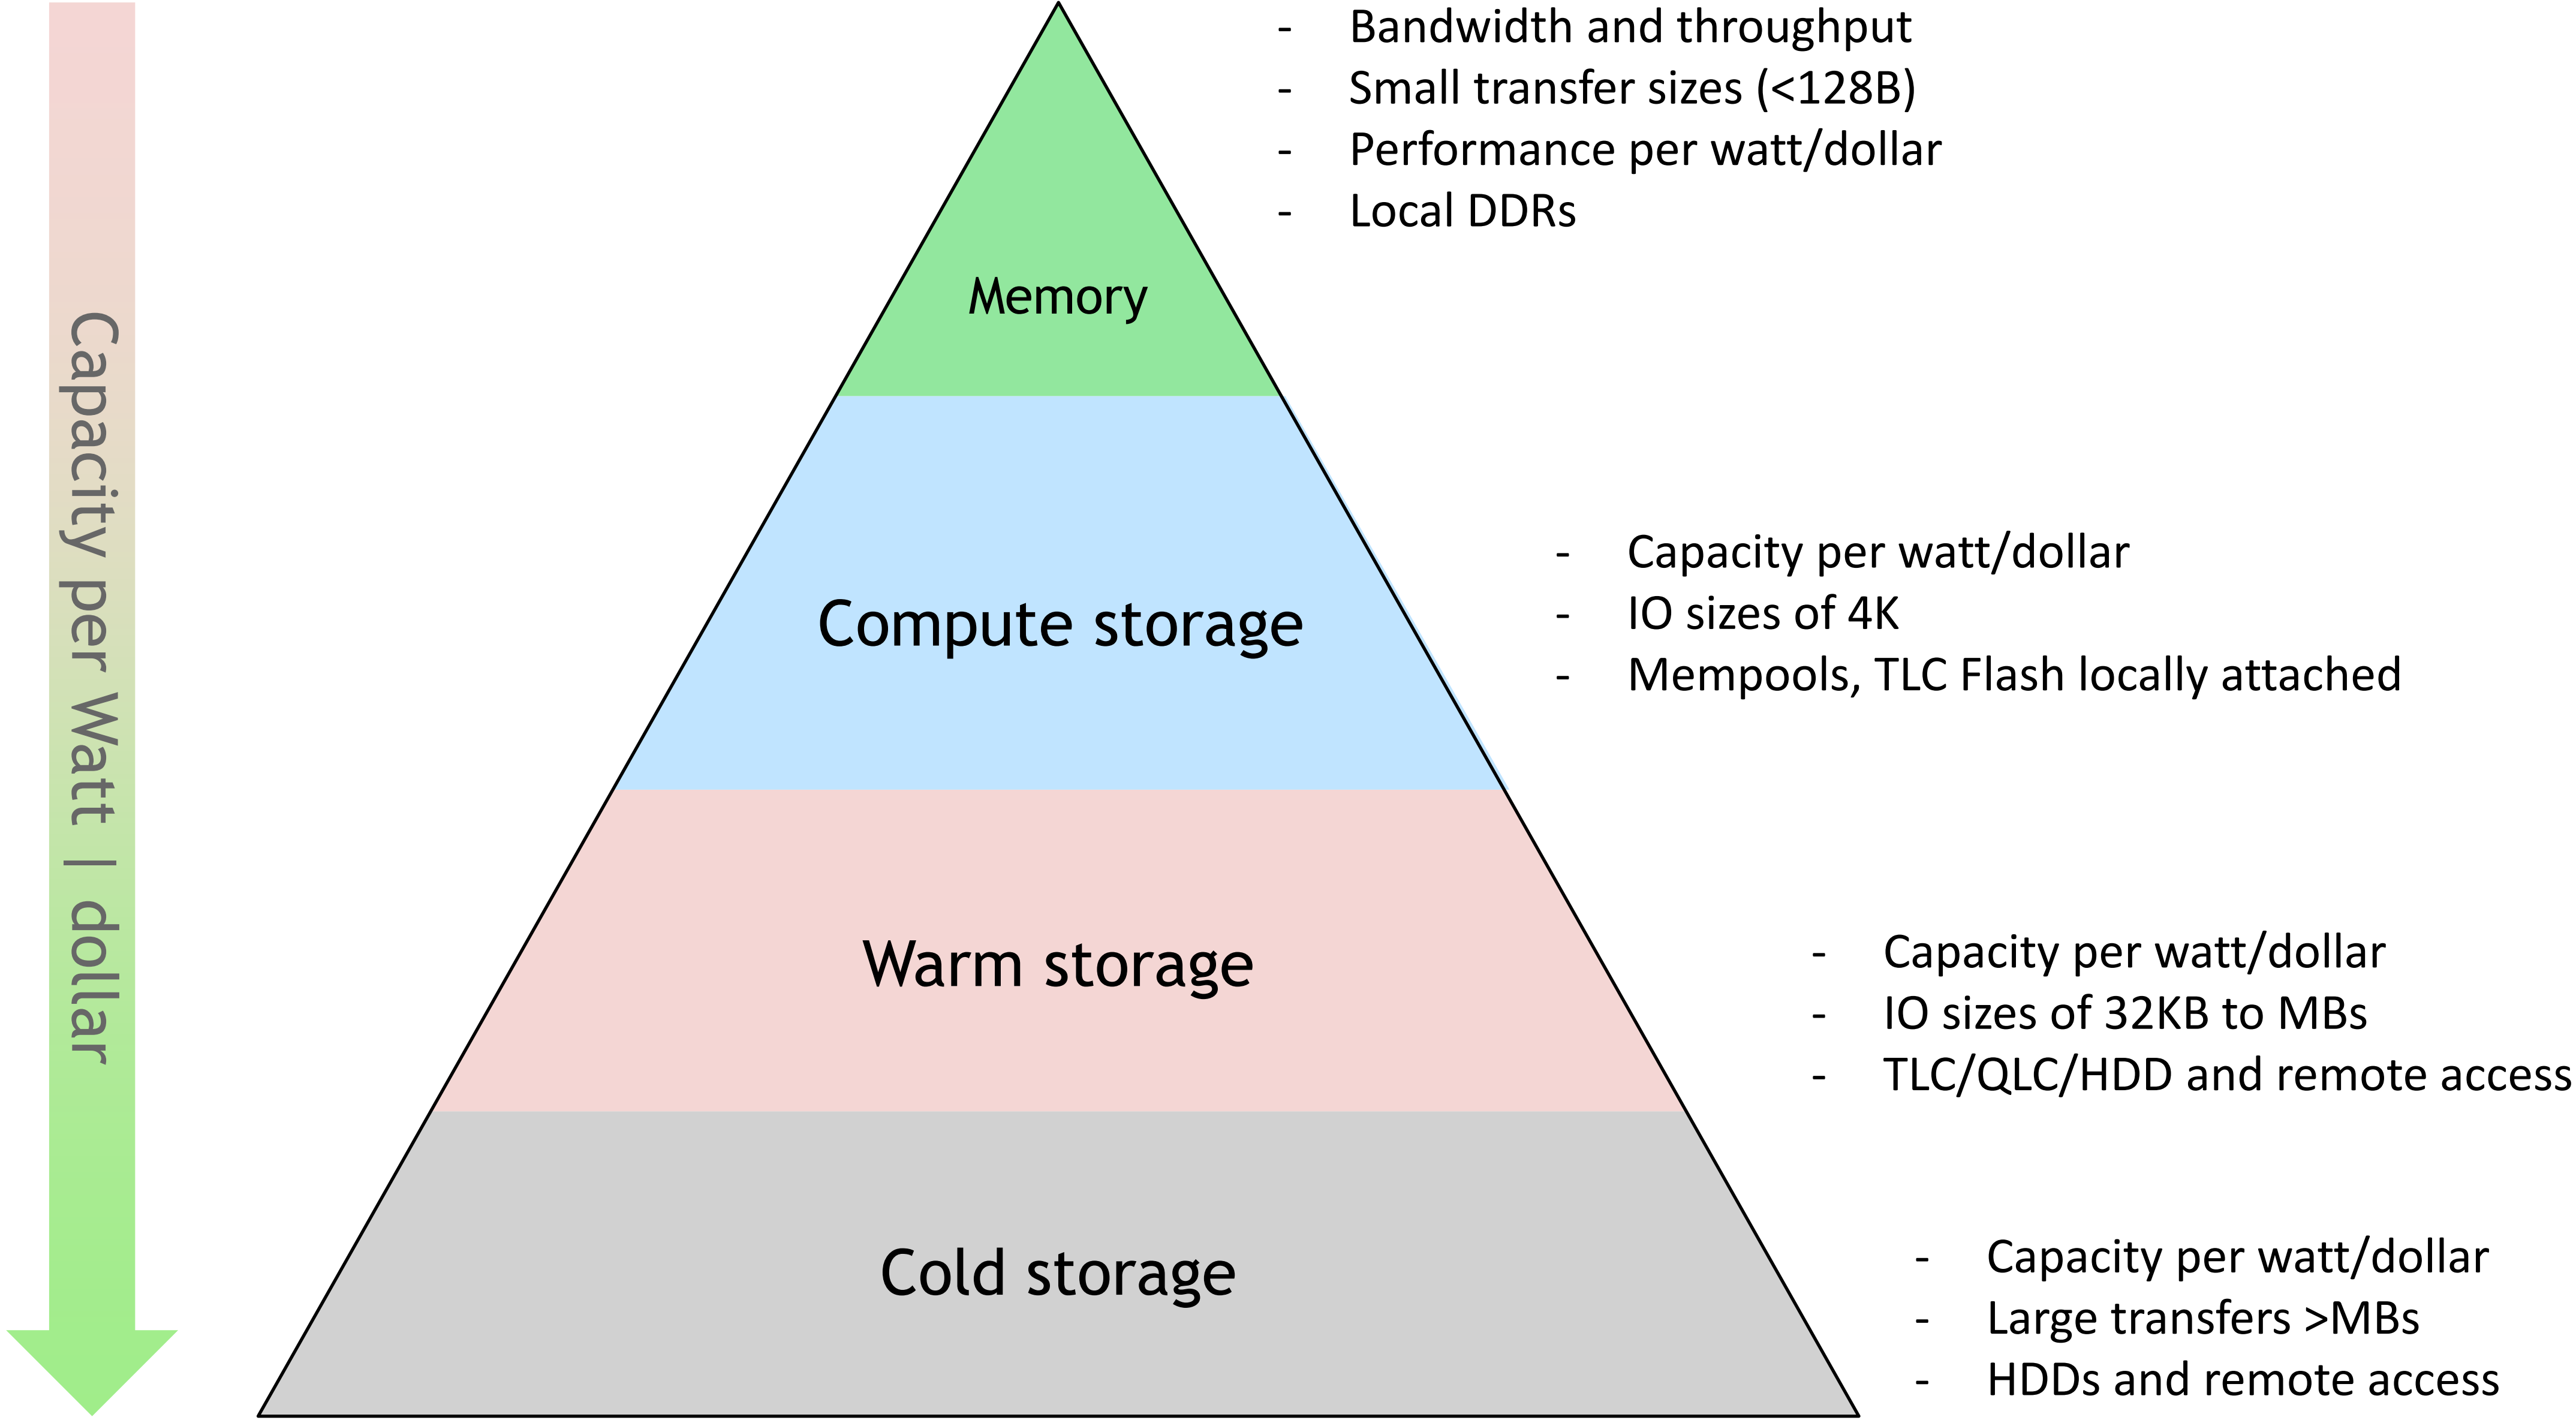 Capacity per Watt | dollar
- Bandwidth and throughput
- Small transfer sizes (<128B)
- Performance per watt/dollar
- Local DDRs
Memory
- Capacity per watt/dollar
- IO sizes of 4K
- Mempools, TLC Flash locally attached
Compute storage
- Capacity per watt/dollar
- IO sizes of 32KB to MBs
- TLC/QLC/HDD and remote access
Warm storage
- Capacity per watt/dollar
- Large transfers >MBs
- HDDs and remote access
Cold storage